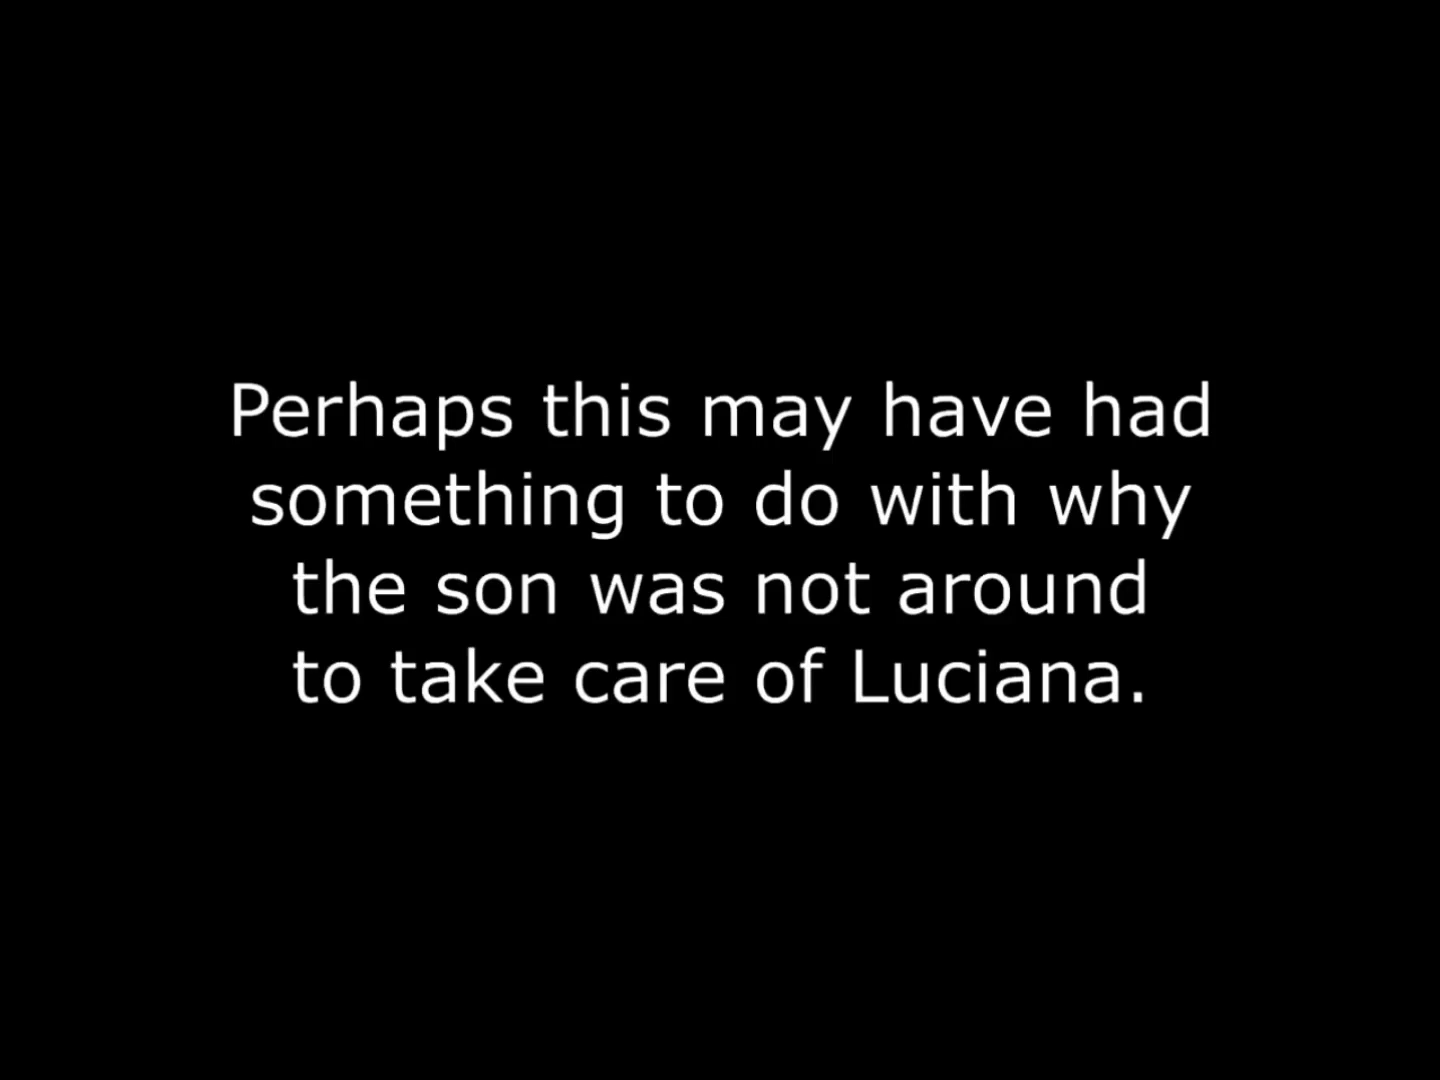 Perhaps this may have had
something to do with why
the son was not around
to take care of Luciana.